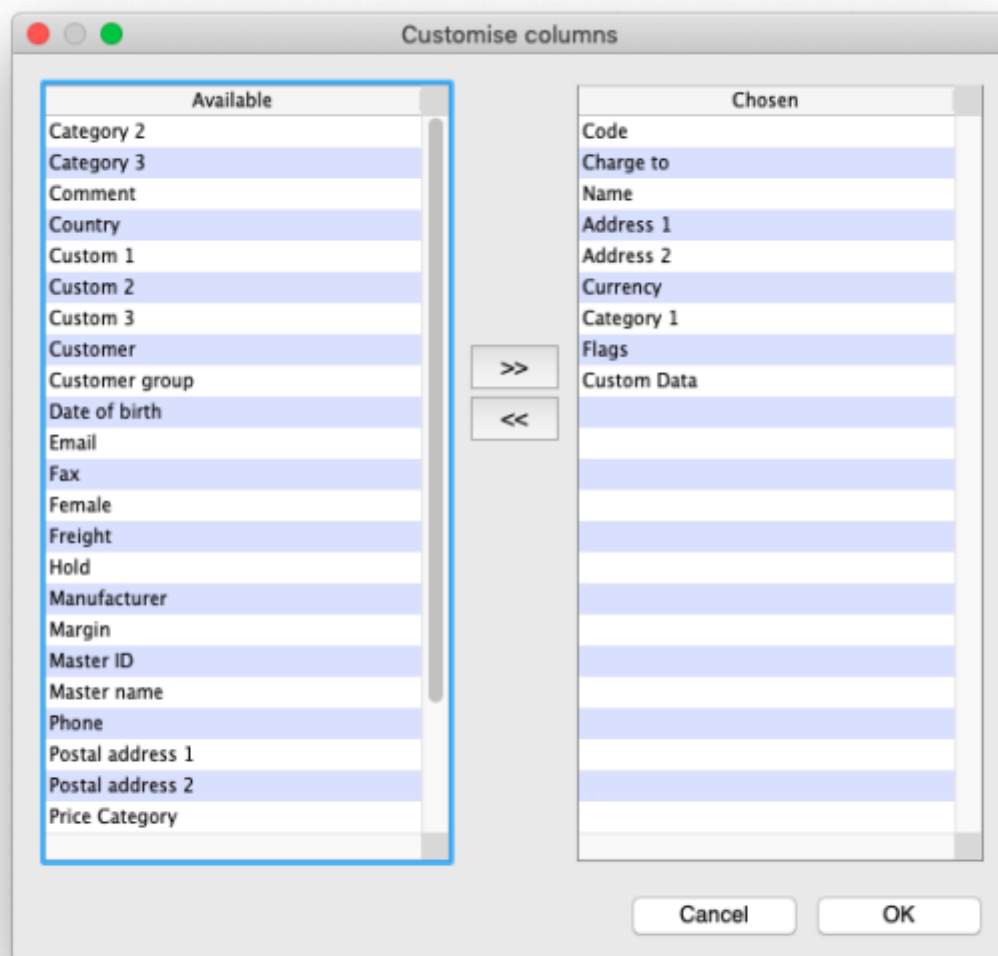 Customise columns
Available
Category 2
Category 3
Comment
Country
Custom 1
Custom 2
Custom 3
Customer
Customer group
Date of birth
Email
Fax
Female
Freight
Hold
Manufacturer
Margin
Master ID
Master name
Phone
Postal address 1
Postal address 2
Price Category
>>
<<
Chosen
Code
Charge to
Name
Address 1
Address 2
Currency
Category 1
Flags
Custom Data
Cancel
OK